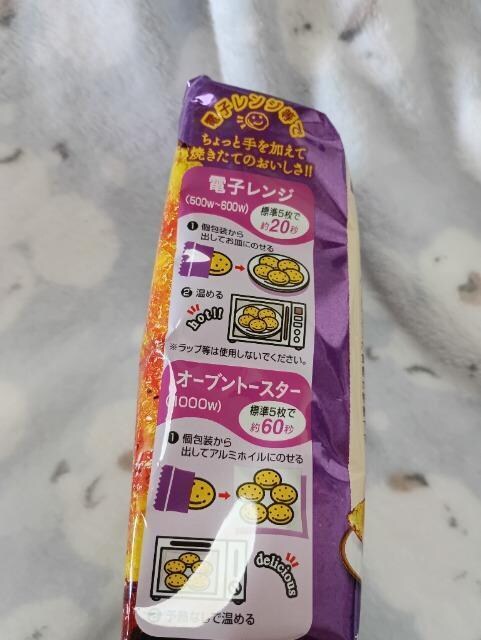 電子レンジ等で
ちょっと手を加えて
焼きたてのおいしさ!!
電子レンジ
(500w~600w)
標準5枚で
約20秒
❶ 個包装から
出してお皿にのせる
❷ 温める
hot!!
※ラップ等は使用しないでください。
オーブントースター
(1000w)
標準5枚で
約60秒
❶ 個包装から
出してアルミホイルにのせる
delicious
❷ 予熱なしで温める